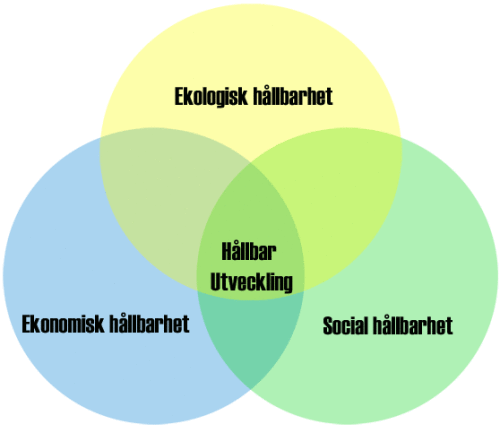 Ekologisk hållbarhet
Hållbar
Utveckling
Ekonomisk hållbarhet
Social hållbarhet